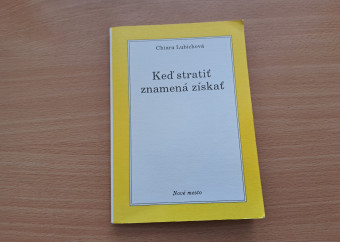 Chiara Lubichová
Keď stratiť
znamená získať
Nové mesto